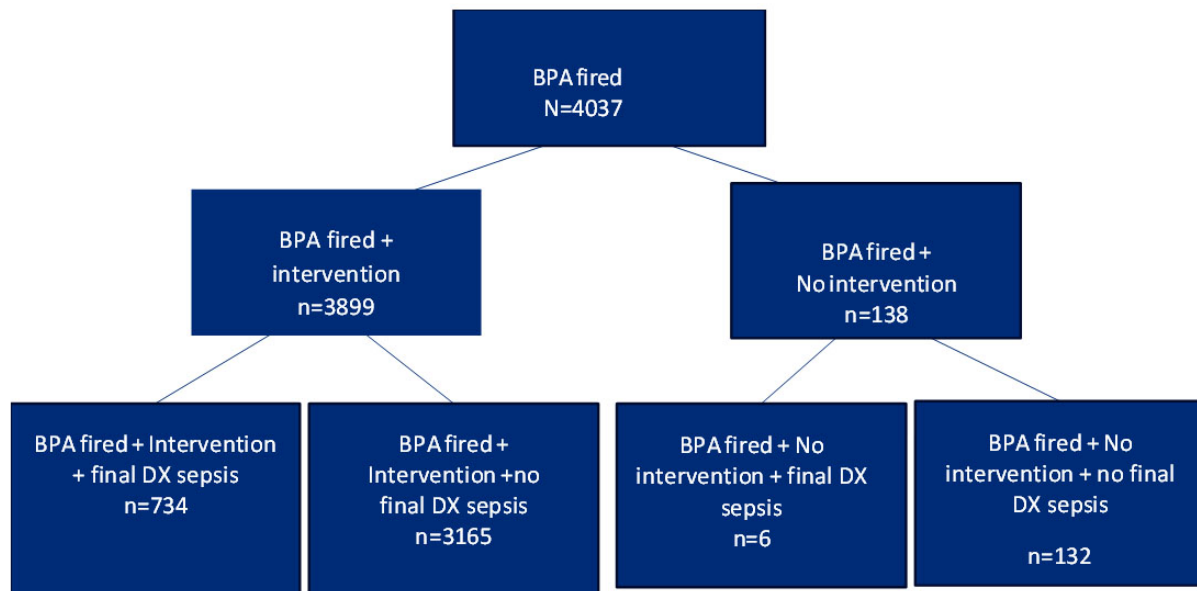 BPA fired
N=4037
BPA fired +
intervention
n=3899
BPA fired +
No intervention
n=138
BPA fired + Intervention
+ final DX sepsis
n=734
BPA fired +
Intervention +no
final DX sepsis
n=3165
BPA fired + No
intervention + final DX
sepsis
n=6
BPA fired + No
intervention + no final
DX sepsis
n=132